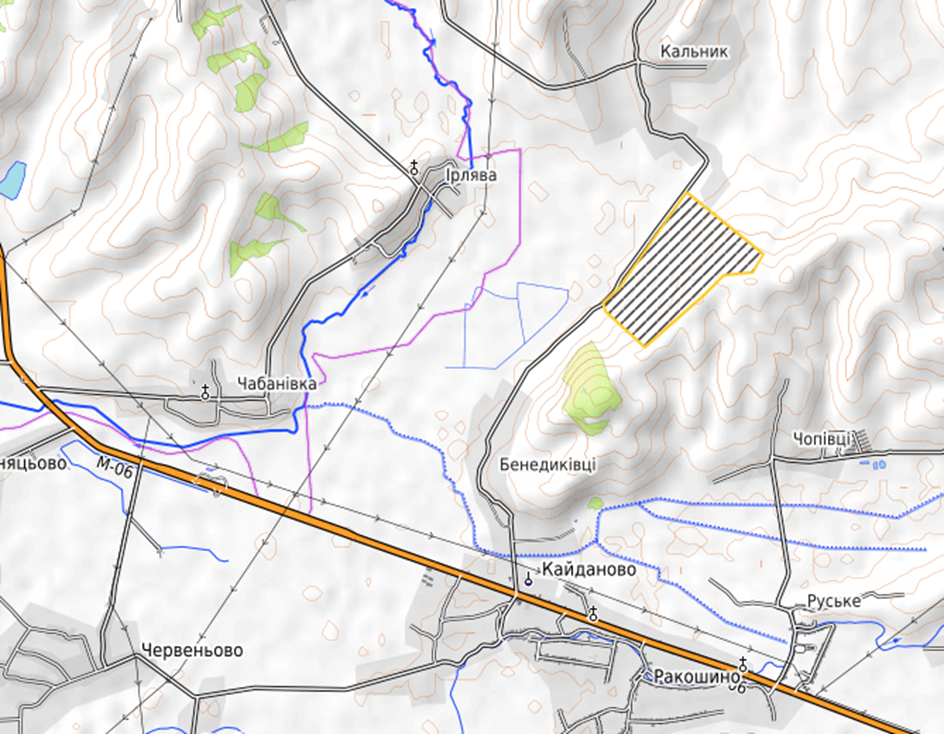 Кальник
Ірлява
Чабанівка
Чопівці
няцьово
М-06
Бенедиківці
Кайданово
Руське
Червеньово
Ракошино